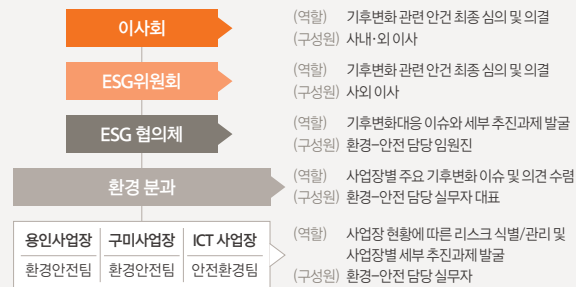 이사회
(역할) 기후변화 관련 안건 최종 심의 및 의결
(구성원) 사내·외 이사
ESG위원회
(역할) 기후변화 관련 안건 최종 심의 및 의결
(구성원) 사외 이사
ESG 협의체
(역할) 기후변화대응 이슈와 세부 추진과제 발굴
(구성원) 환경-안전 담당 임원진
환경 분과
(역할) 사업장별 주요 기후변화 이슈 및 의견 수렴
(구성원) 환경-안전 담당 실무자 대표
용인사업장 구미사업장 ICT 사업장
환경안전팀 환경안전팀 안전환경팀
(역할) 사업장 현황에 따른 리스크 식별/관리 및
사업장별 세부 추진과제 발굴
(구성원) 환경-안전 담당 실무자